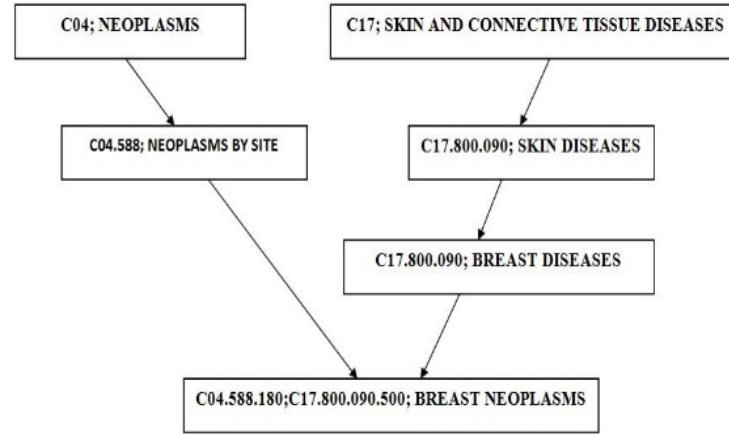 C04; NEOPLASMS
C17; SKIN AND CONNECTIVE TISSUE DISEASES
C04.588; NEOPLASMS BY SITE
C17.800.090; SKIN DISEASES
C17.800.090; BREAST DISEASES
C04.588.180;C17.800.090.500; BREAST NEOPLASMS